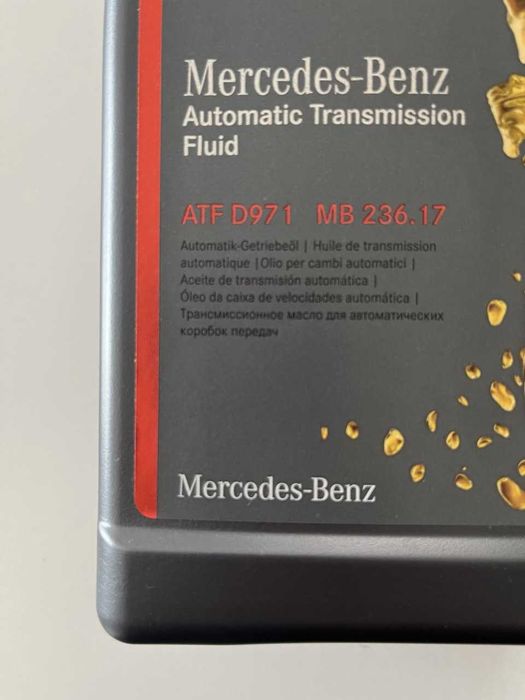 Mercedes-Benz
Automatic Transmission
Fluid
ATF D971 MB 236.17
Automatik-Getriebeöl | Huile de transmission
automatique | Olio per cambi automatici |
Aceite de transmisión automática |
Óleo da caixa de velocidades automática |
Трансмиссионное масло для автоматических
коробок передач
Mercedes-Benz